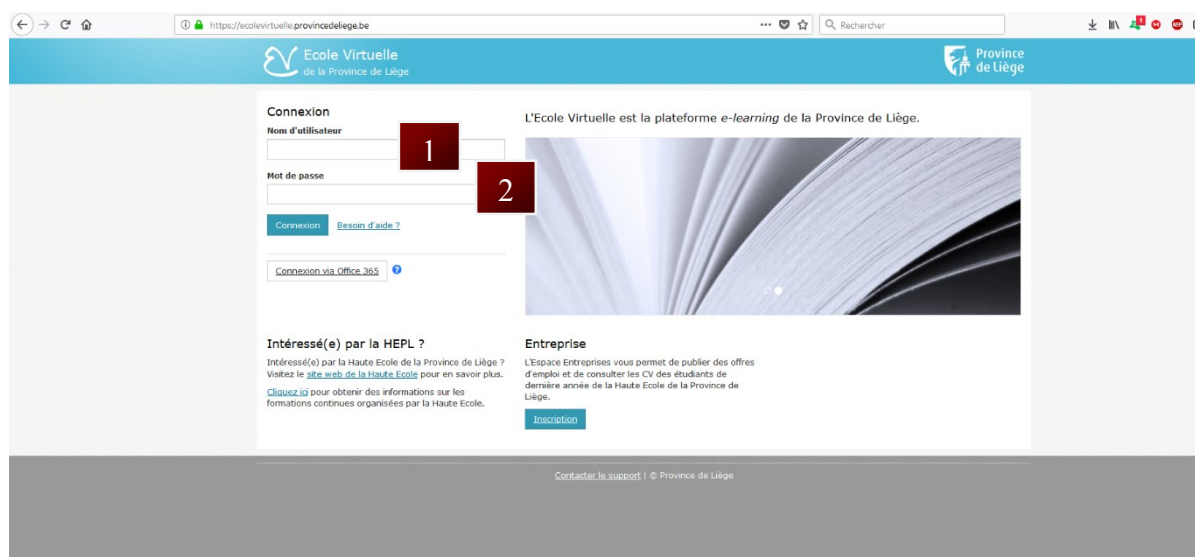 https://ecolevirtuelle.provincedeliege.be
Rechercher
1
Ecole Virtuelle
de la Province de Liège
Province
de Liège
Connexion
Nom d'utilisateur
1
Mot de passe
2
Connexion
Besoin d'aide ?
Connexion via Office 365
?
L'Ecole Virtuelle est la plateforme e-learning de la Province de Liège.
Intéressé(e) par la HEPL ?
Intéressé(e) par la Haute Ecole de la Province de Liège ?
Visitez le site web de la Haute Ecole pour en savoir plus.
Cliquez ici pour obtenir des informations sur les
formations continues organisées par la Haute Ecole.
Entreprise
L'Espace Entreprises vous permet de publier des offres
d'emploi et de consulter les CV des étudiants de
dernière année de la Haute Ecole de la Province de
Liège.
Inscription
Contacter le support | © Province de Liège